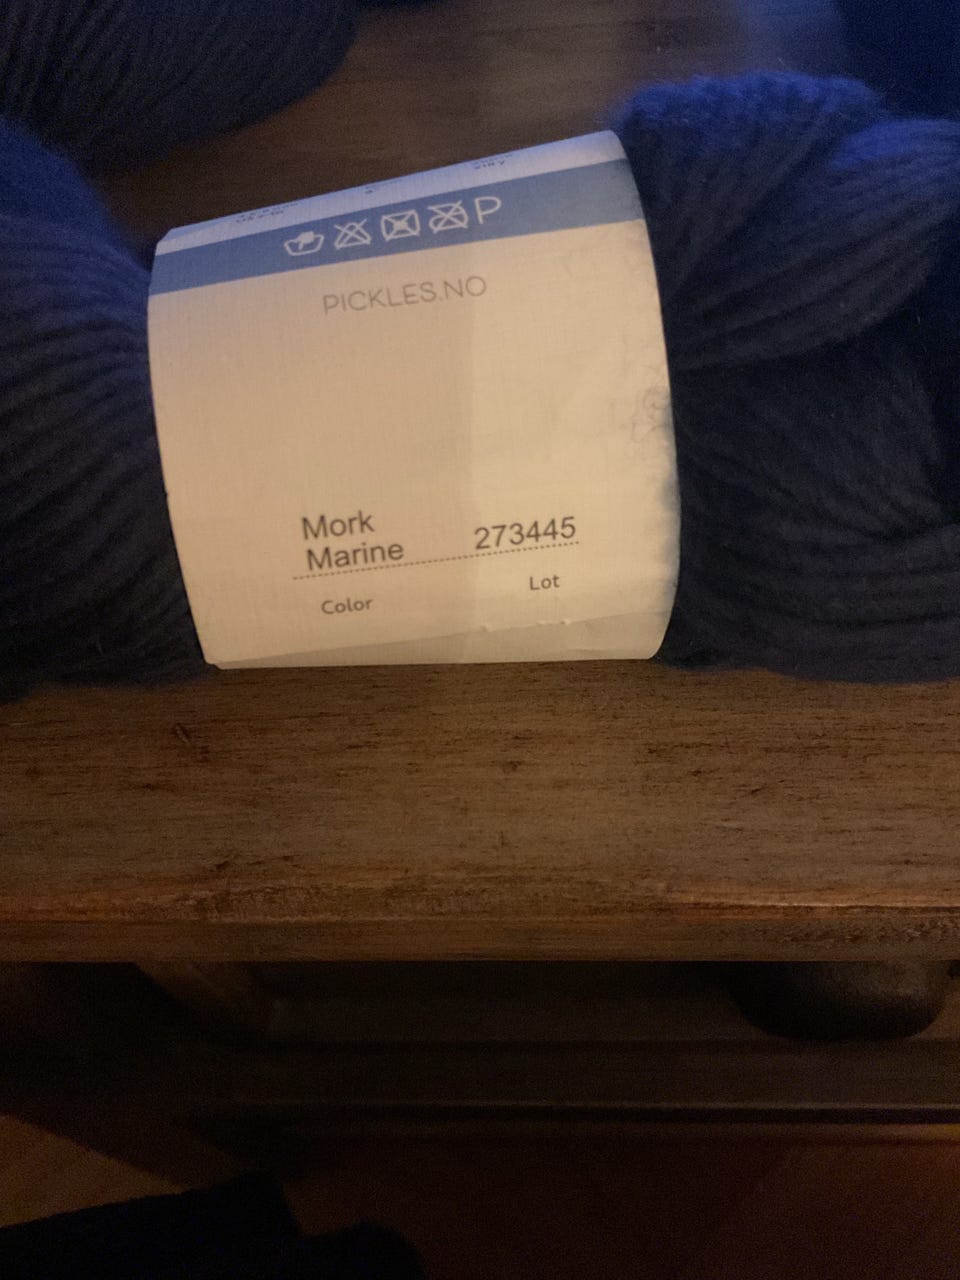 P
PICKLES.NO
Mork
Marine
273445
Color
Lot